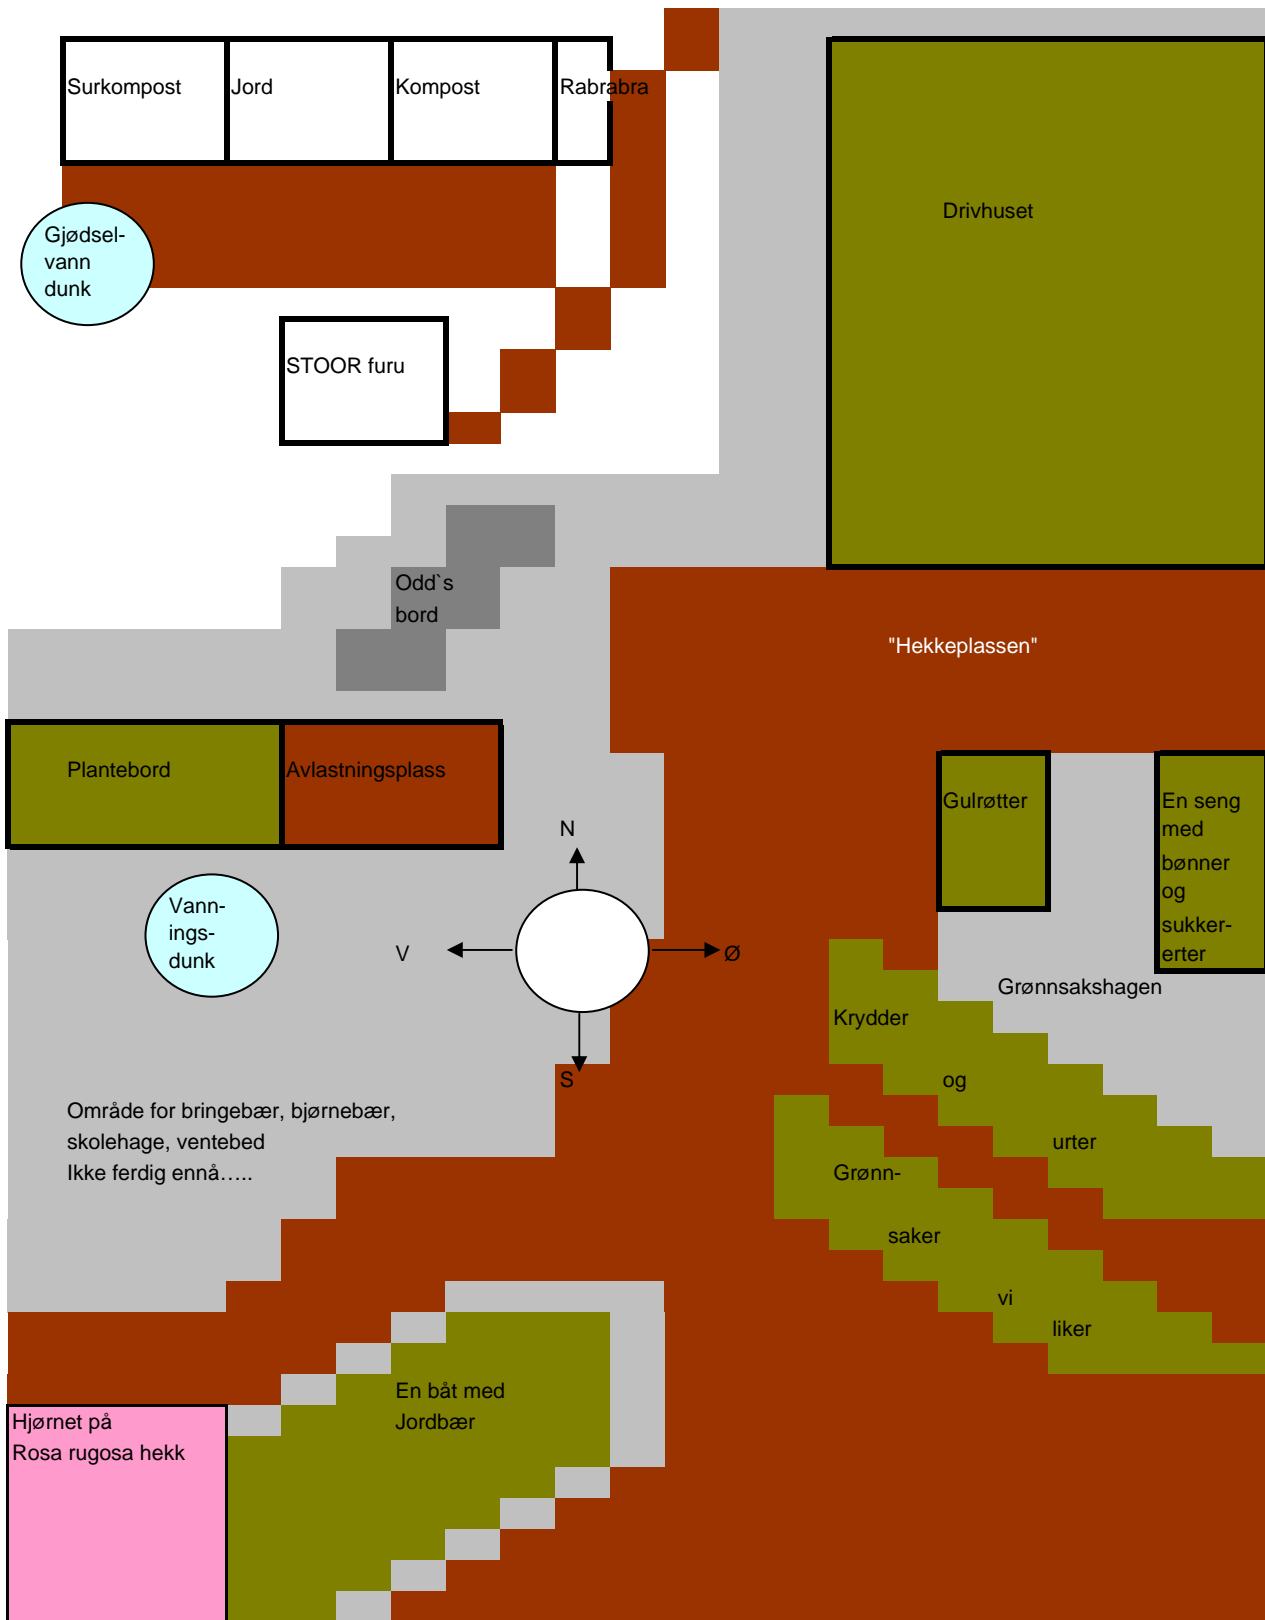 Surkompost
Jord
Kompost
Rabrabra
Drivhuset
Gjødsel-
vann
dunk
STOOR furu
Odd`s
bord
"Hekkeplassen"
Plantebord
Avlastningsplass
Gulrøtter
En seng
med
bønner
og
sukker-
erter
N
V
Ø
S
Vann-
ings-
dunk
Grønnsakshagen
Krydder
og
urter
Område for bringebær, bjørnebær,
skolehage, ventebed
Ikke ferdig ennå…..
Grønn-
saker
vi
liker
En båt med
Jordbær
Hjørnet på
Rosa rugosa hekk